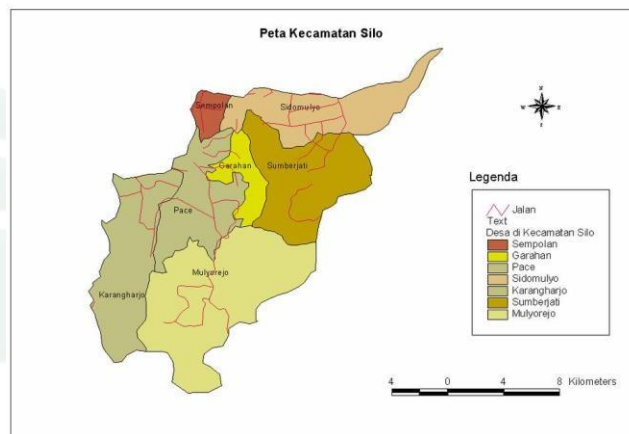 Peta Kecamatan Silo
Sempolan
Sidomulyo
Garahan
Sumberjati
Pace
Mulyorejo
Karangharjo
N
Legenda
Jalan
Text
Desa di Kecamatan Silo
Sempolan
Garahan
Pace
Sidomulyo
Karangharjo
Sumberjati
Mulyorejo
4 0 4 8 Kilometers